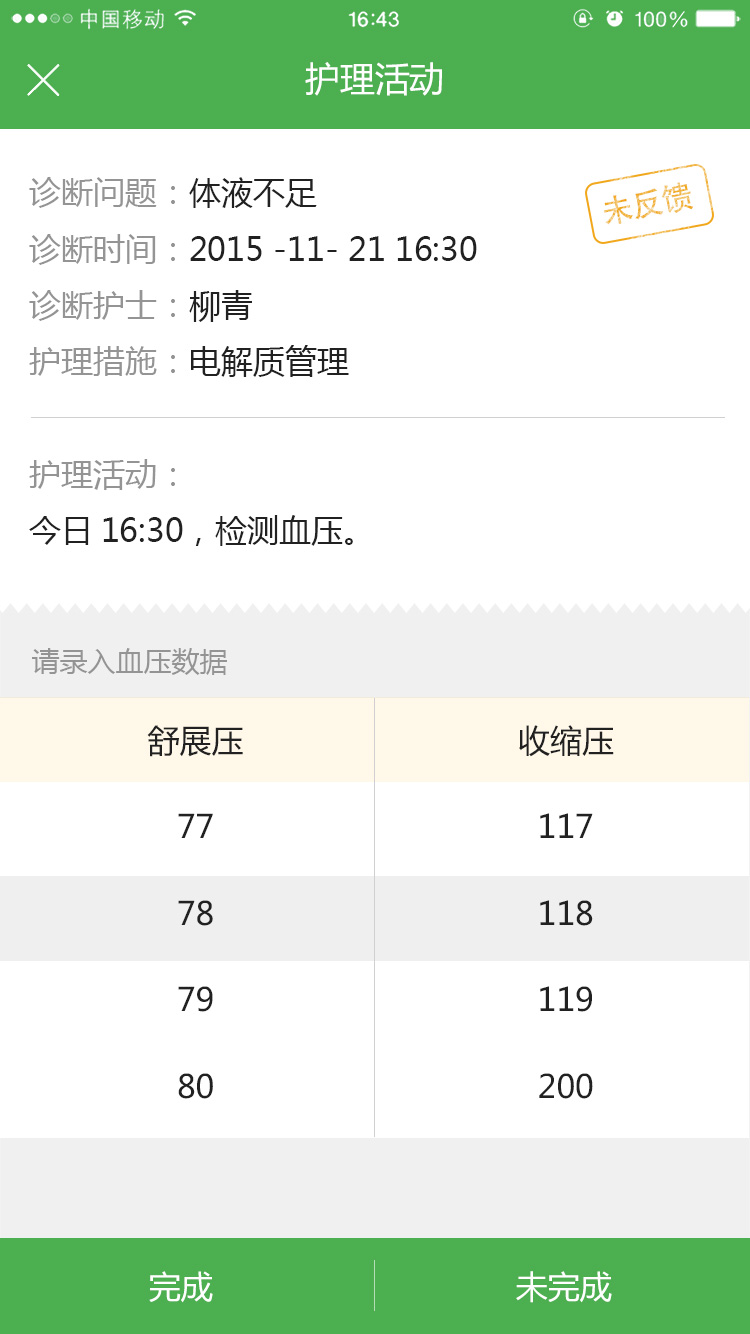 中国移动 16:43 100%
护理活动
诊断问题：体液不足
未反馈
诊断时间：2015 -11- 21 16:30
诊断护士：柳青
护理措施：电解质管理
护理活动：
今日 16:30，检测血压。
请录入血压数据
舒展压 收缩压
77 117
78 118
79 119
80 200
完成 未完成